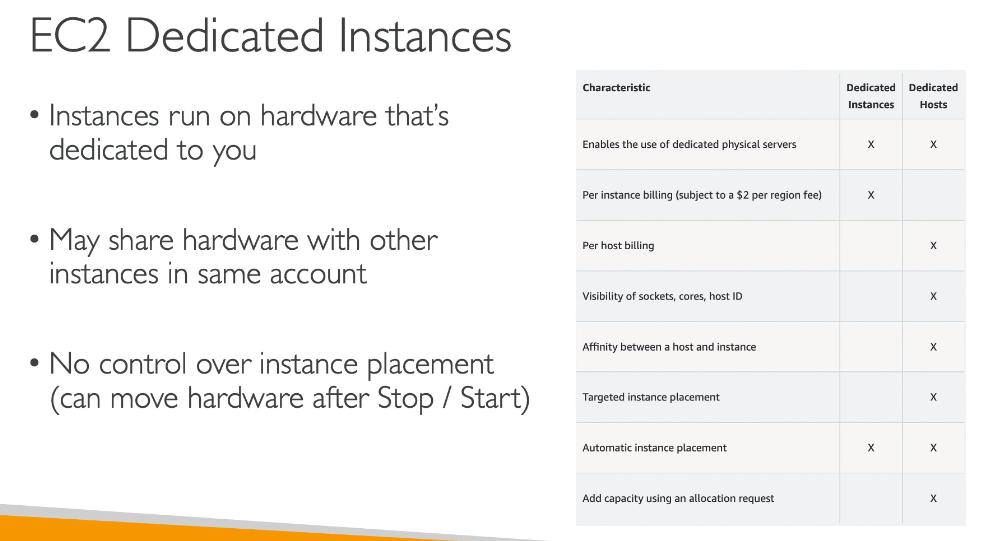 EC2 Dedicated Instances
• Instances run on hardware that's
dedicated to you
• May share hardware with other
instances in same account
• No control over instance placement
(can move hardware after Stop / Start)
Characteristic Dedicated Instances Dedicated Hosts
Enables the use of dedicated physical servers X X
Per instance billing (subject to a $2 per region fee) X
Per host billing X
Visibility of sockets, cores, host ID X
Affinity between a host and instance X
Targeted instance placement X
Automatic instance placement X X
Add capacity using an allocation request X